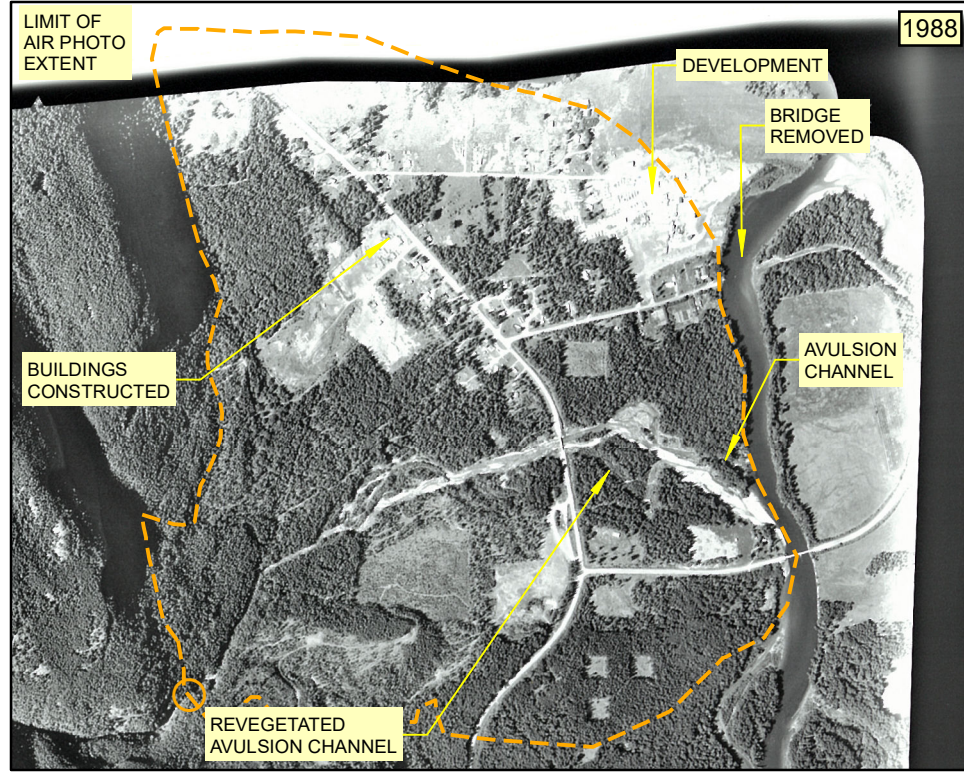 LIMIT OF
AIR PHOTO
EXTENT
1988
DEVELOPMENT
BRIDGE
REMOVED
AVULSION
CHANNEL
BUILDINGS
CONSTRUCTED
REVEGETATED
AVULSION CHANNEL